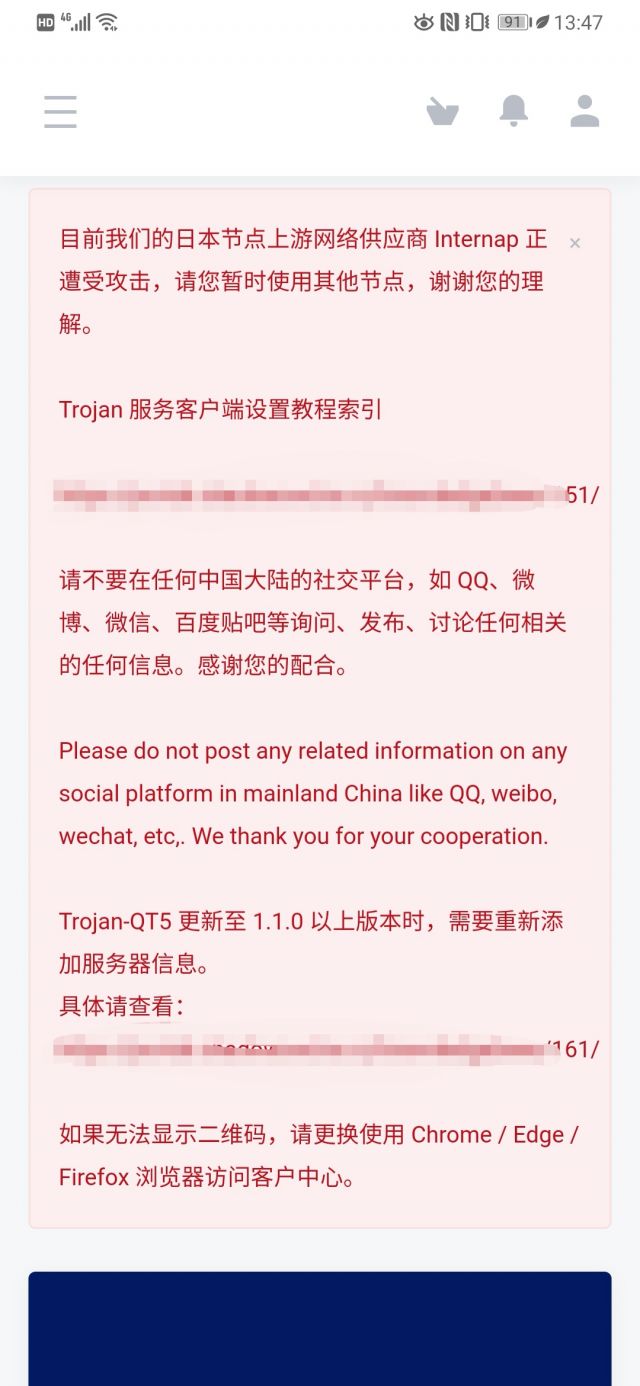 HD 4G 91 13:47
目前我们的日本节点上游网络供应商 Internap 正
遭受攻击，请您暂时使用其他节点，谢谢您的理
解。
×
Trojan 服务客户端设置教程索引
51/
请不要在任何中国大陆的社交平台，如 QQ、微
博、微信、百度贴吧等询问、发布、讨论任何相关
的任何信息。感谢您的配合。
Please do not post any related information on any
social platform in mainland China like QQ, weibo,
wechat, etc,. We thank you for your cooperation.
Trojan-QT5 更新至 1.1.0 以上版本时，需要重新添
加服务器信息。
具体请查看：
/161/
如果无法显示二维码，请更换使用 Chrome / Edge /
Firefox 浏览器访问客户中心。